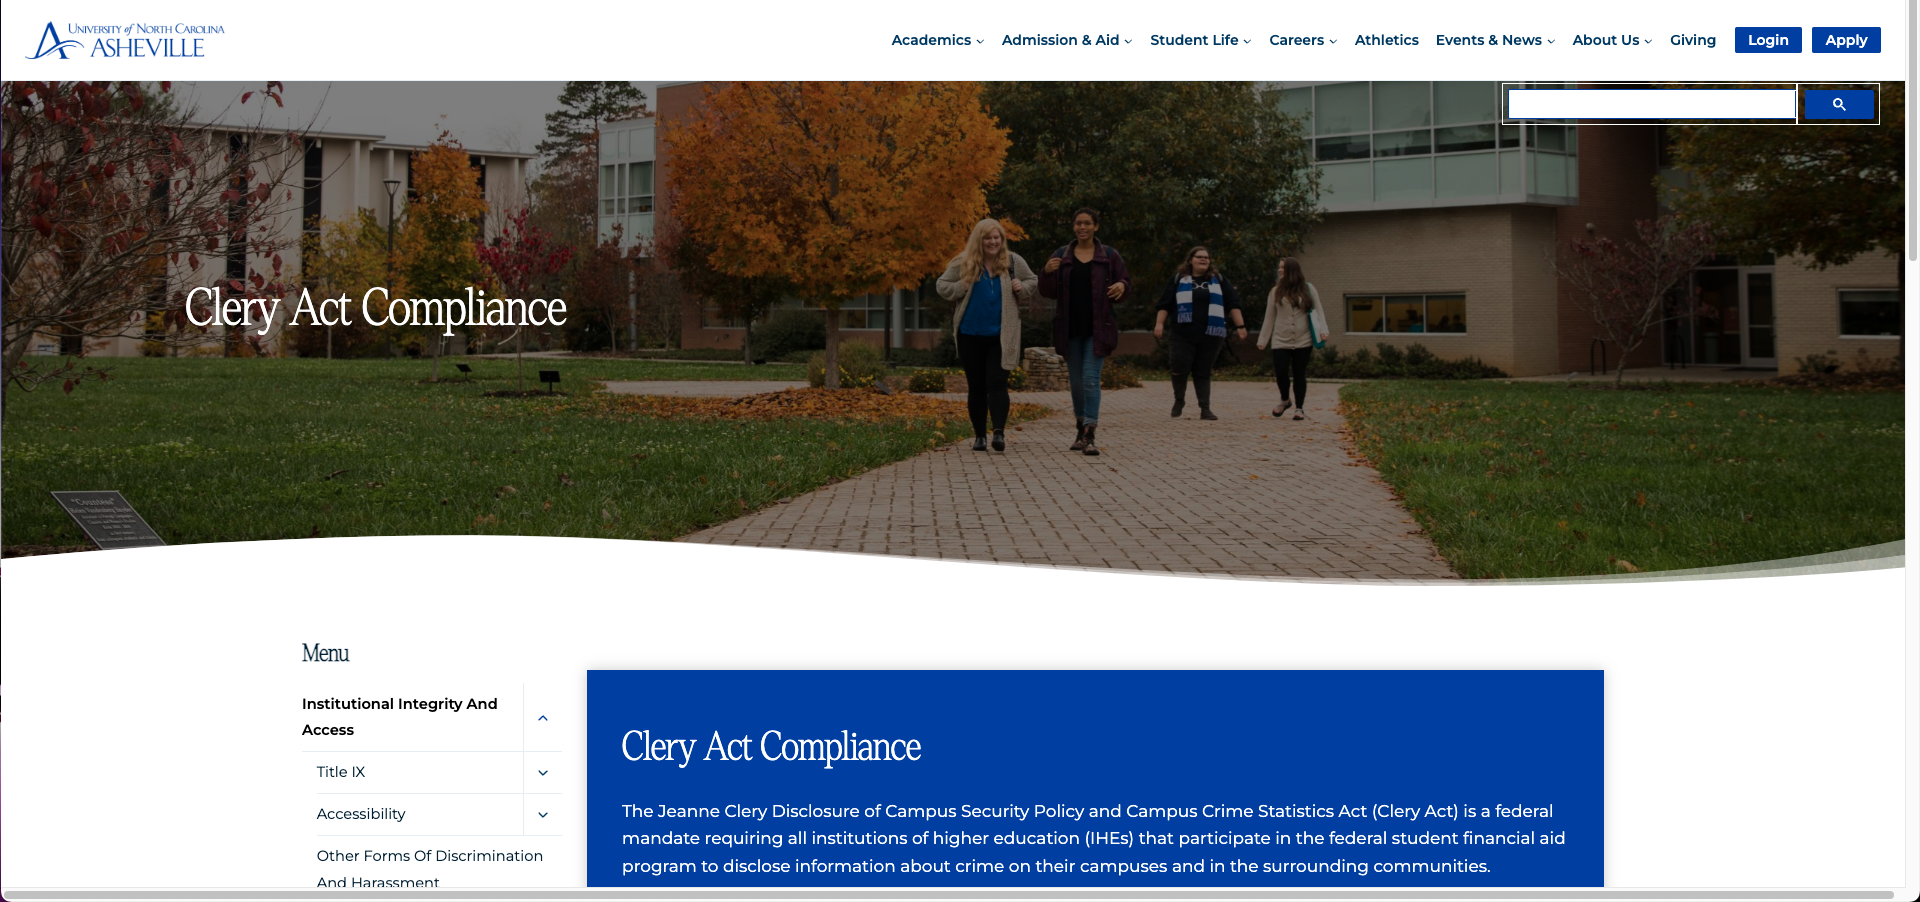 UNIVERSITY of NORTH CAROLINA
ASHEVILLE
Academics
Admission & Aid
Student Life
Careers
Athletics
Events & News
About Us
Giving
Login
Apply
Clery Act Compliance
Menu
Institutional Integrity And
Access
Title IX
Accessibility
Other Forms Of Discrimination
And Harassment
Clery Act Compliance
The Jeanne Clery Disclosure of Campus Security Policy and Campus Crime Statistics Act (Clery Act) is a federal
mandate requiring all institutions of higher education (IHEs) that participate in the federal student financial aid
program to disclose information about crime on their campuses and in the surrounding communities.